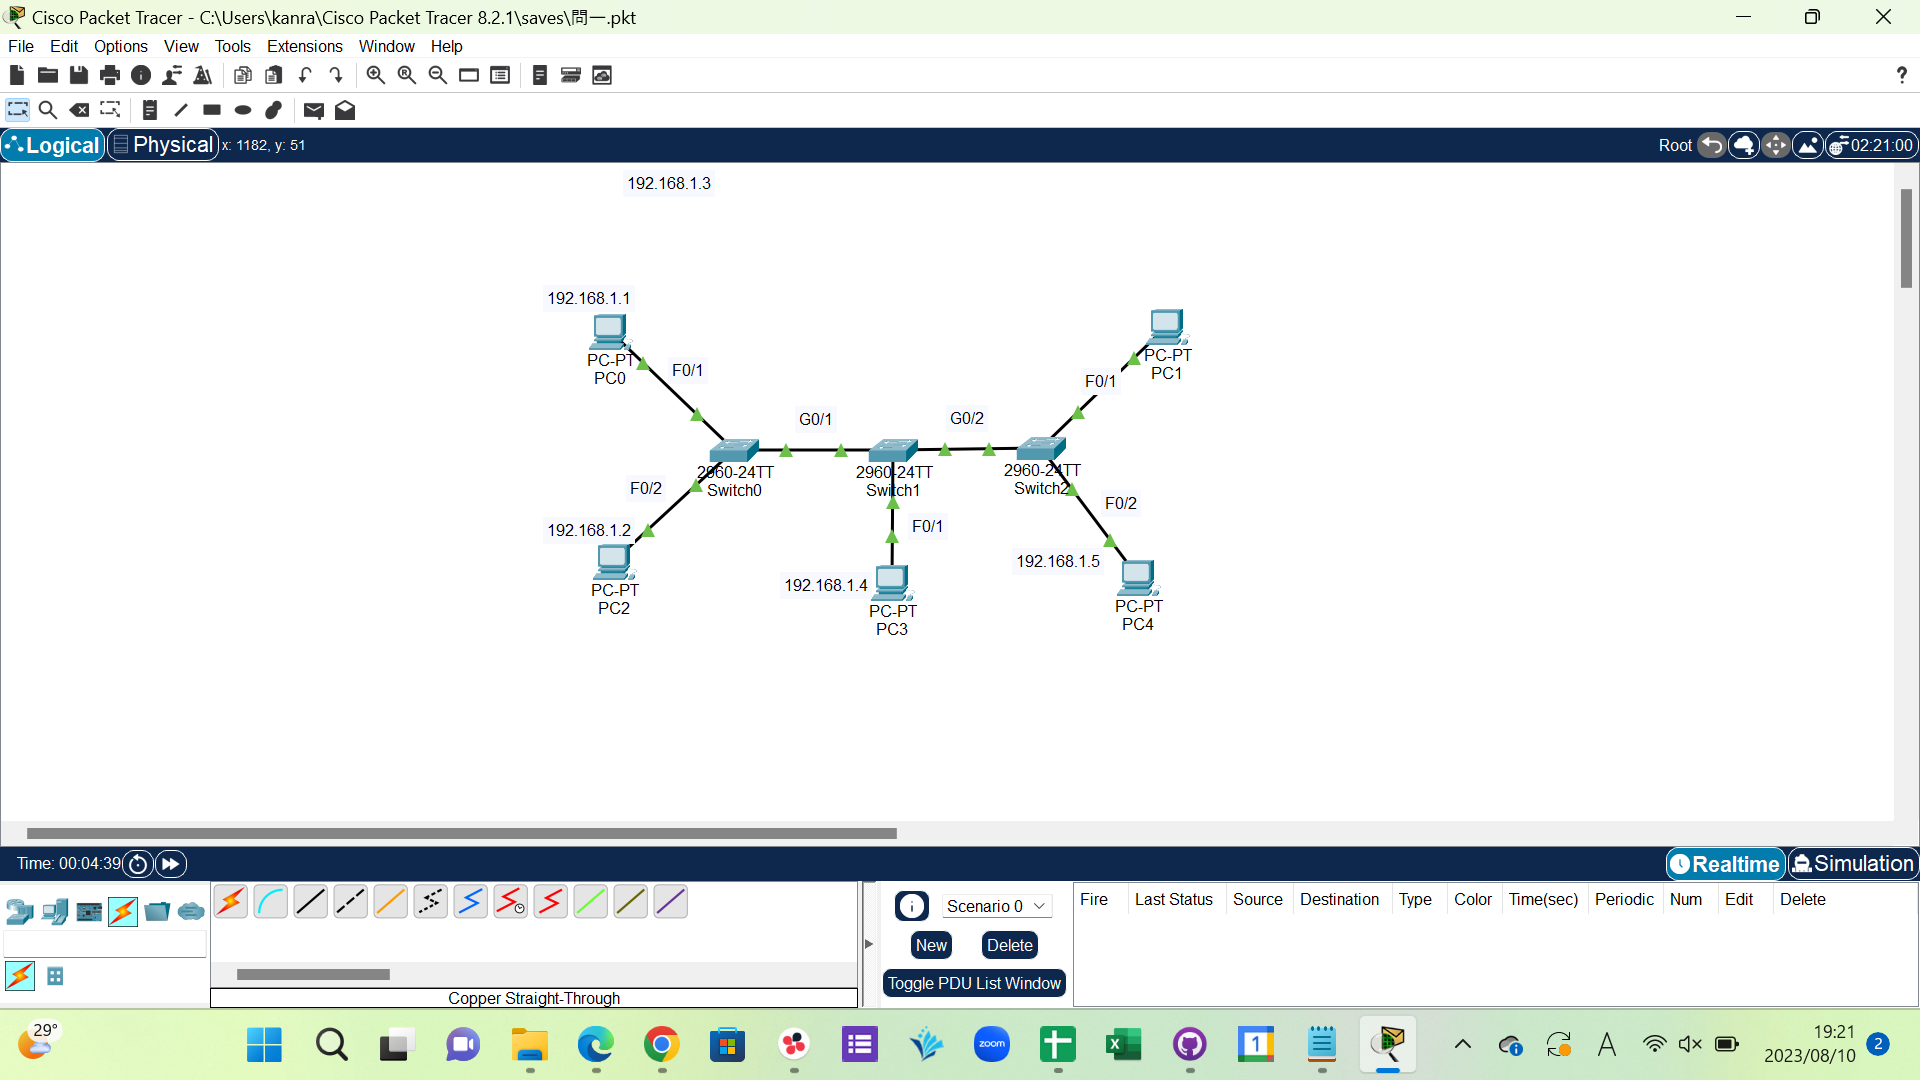 Cisco Packet Tracer - C:\Users\kanra\Cisco Packet Tracer 8.2.1\saves\問一.pkt
File Edit Options View Tools Extensions Window Help
?
Logical Physical x: 1182, y: 51 Root 02:21:00
192.168.1.3
192.168.1.1
PC-PT
PC0
F0/1
PC-PT
PC1
F0/1
G0/1
G0/2
2960-24TT
Switch0
2960-24TT
Switch1
2960-24TT
Switch2
F0/2
F0/2
192.168.1.2
F0/1
192.168.1.5
PC-PT
PC2
192.168.1.4
PC-PT
PC3
PC-PT
PC4
Time: 00:04:39 Realtime Simulation
Scenario 0
New Delete
Toggle PDU List Window
Fire Last Status Source Destination Type Color Time(sec) Periodic Num Edit Delete
Copper Straight-Through
29°
zoom
1
A
19:21
2023/08/10
2